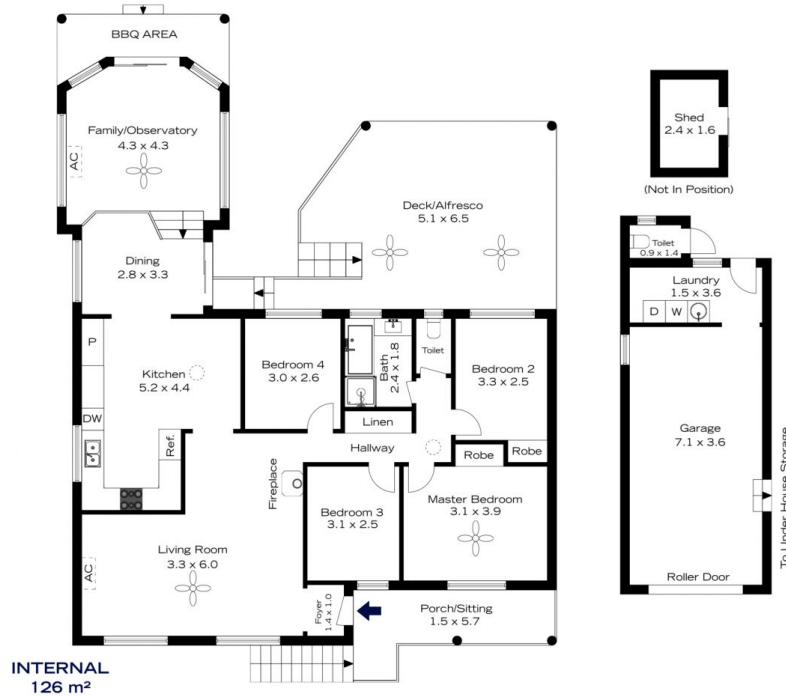 BBQ AREA
Family/Observatory
4.3 x 4.3
AC
Shed
2.4 x 1.6
(Not In Position)
Deck/Alfresco
5.1 x 6.5
Dining
2.8 x 3.3
Toilet
0.9 x 1.4
Laundry
1.5 x 3.6
D
W
P
Kitchen
5.2 x 4.4
DW
Ref.
Bedroom 4
3.0 x 2.6
Bath
2.4 x 1.8
Toilet
Bedroom 2
3.3 x 2.5
Linen
Hallway
Robe
Robe
Garage
7.1 x 3.6
To Under House Storage
Roller Door
Fireplace
Bedroom 3
3.1 x 2.5
Master Bedroom
3.1 x 3.9
Living Room
3.3 x 6.0
AC
Foyer
1.4 x 1.0
Porch/Sitting
1.5 x 5.7
INTERNAL
126 m²